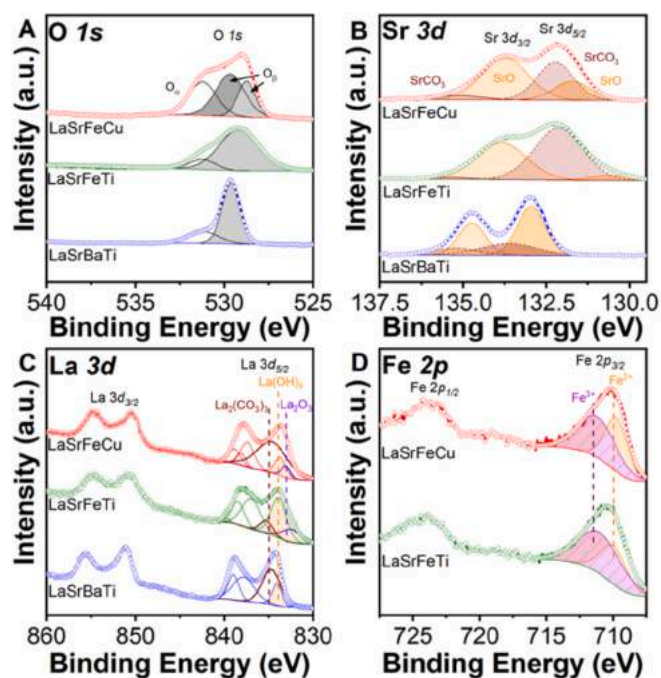 A
O 1s
O 1s
Oα
Oβ
LaSrFeCu
LaSrFeTi
LaSrBaTi
Intensity (a.u.)
540 535 530 525
Binding Energy (eV)
B
Sr 3d
Sr 3d3/2
Sr 3d5/2
SrCO3
SrO
SrCO3
SrO
LaSrFeCu
LaSrFeTi
LaSrBaTi
Intensity (a.u.)
137.5 135.0 132.5 130.0
Binding Energy (eV)
C
La 3d
La 3d5/2
La 3d3/2
La(OH)3
La2(CO3)3
La2O3
LaSrFeCu
LaSrFeTi
LaSrBaTi
Intensity (a.u.)
860 850 840 830
Binding Energy (eV)
D
Fe 2p
Fe 2p3/2
Fe 2p1/2
Fe3+
Fe2+
LaSrFeCu
LaSrFeTi
Intensity (a.u.)
725 720 715 710
Binding Energy (eV)